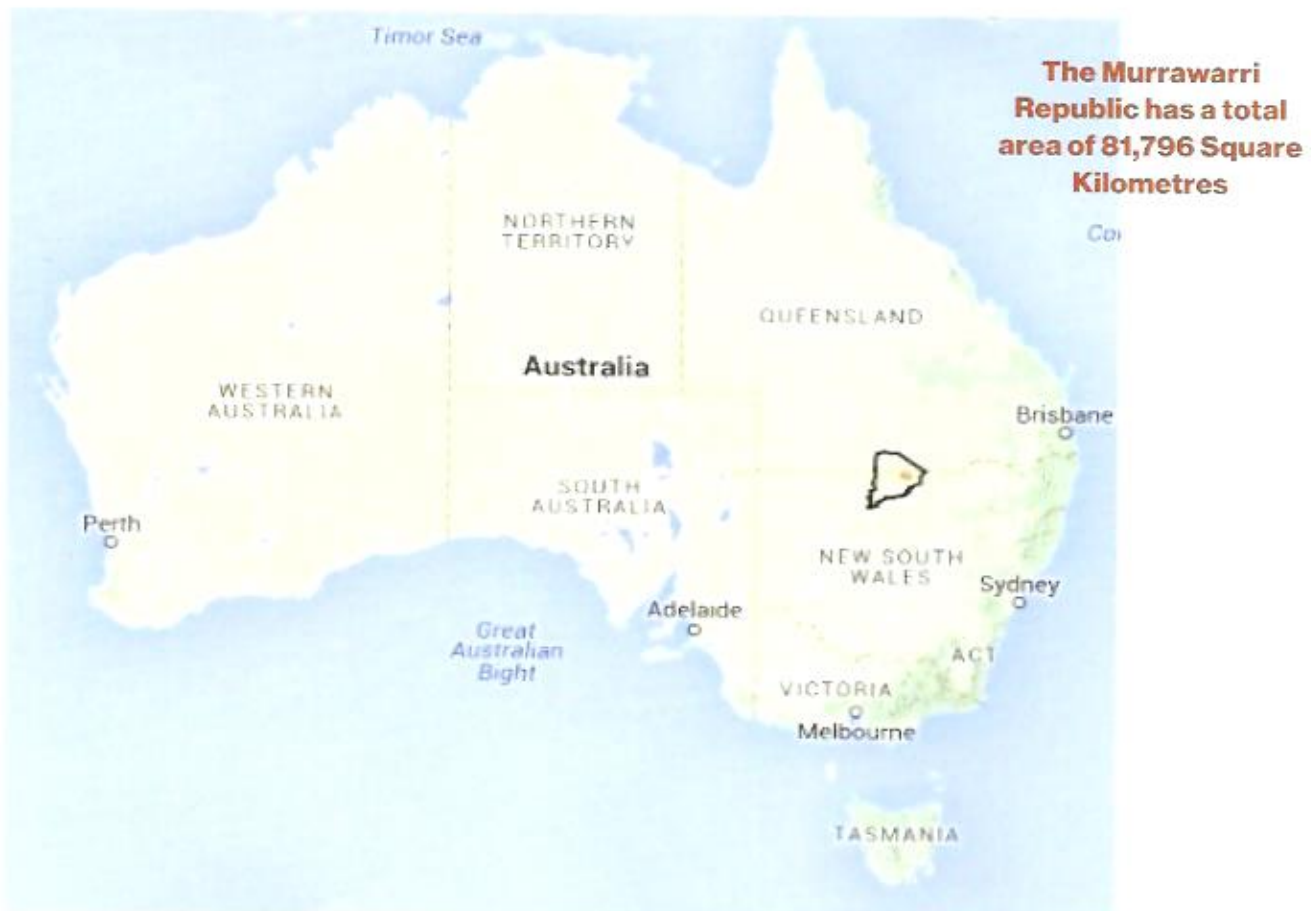 Timor Sea
The Murrawarri
Republic has a total
area of 81,796 Square
Kilometres
NORTHERN
TERRITORY
QUEENSLAND
Australia
WESTERN
AUSTRALIA
Brisbane
SOUTH
AUSTRALIA
Perth
NEW SOUTH
WALES
Sydney
Adelaide
Great
Australian
Bight
ACT
VICTORIA
Melbourne
TASMANIA